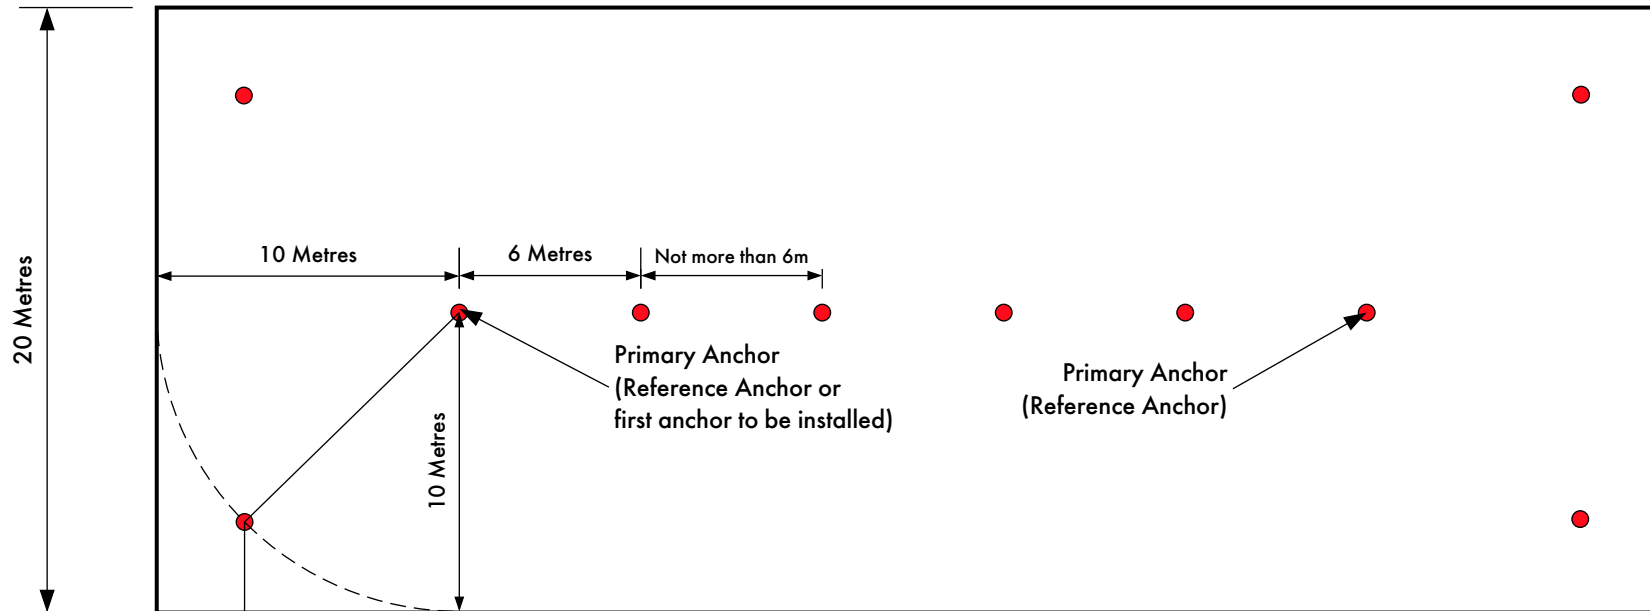 20 Metres
10 Metres
6 Metres
Not more than 6m
Primary Anchor
(Reference Anchor or
first anchor to be installed)
Primary Anchor
(Reference Anchor)
10 Metres